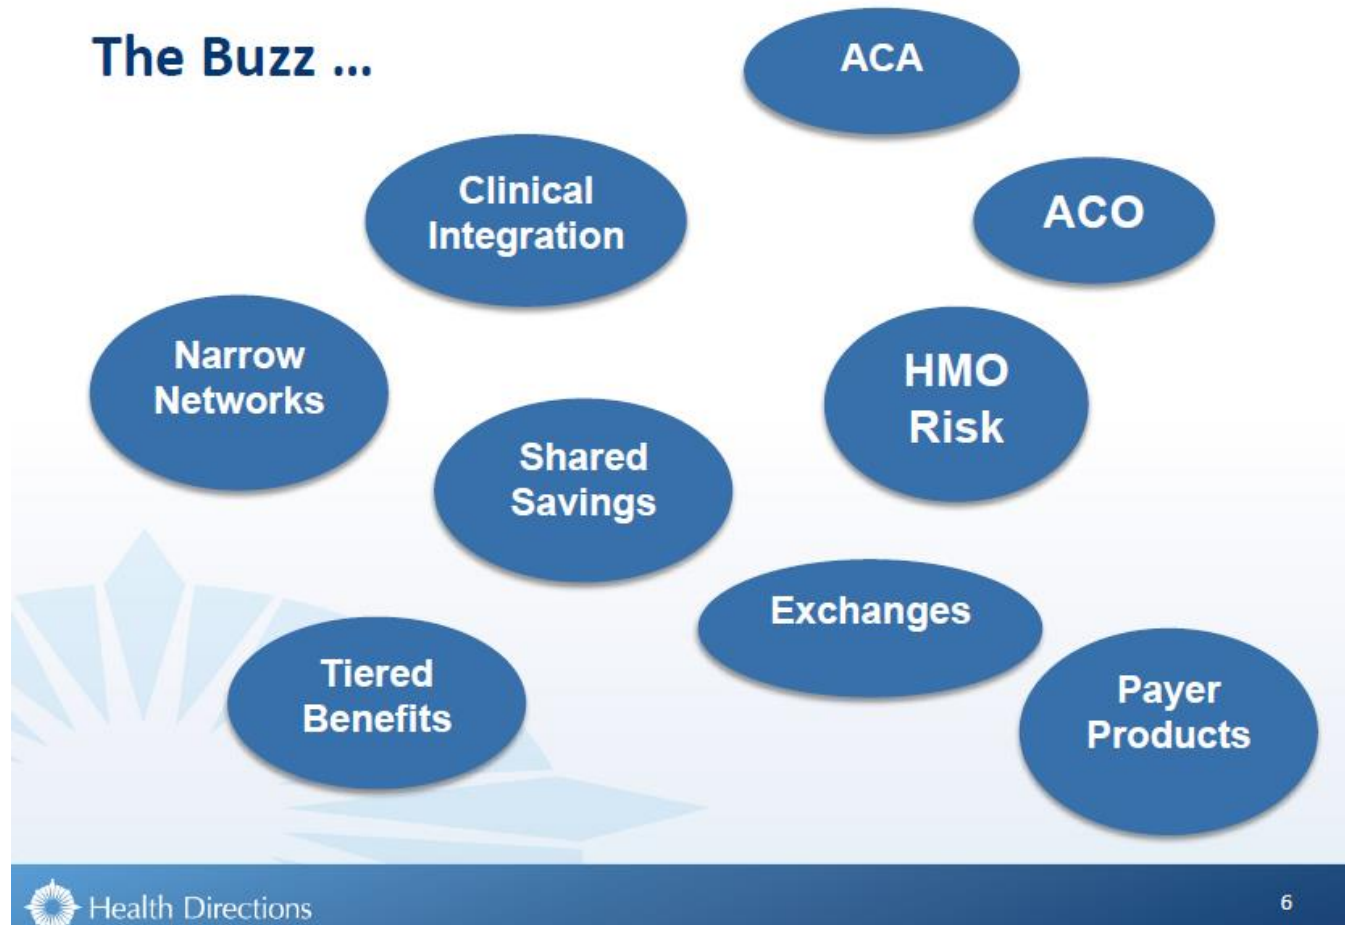 The Buzz ...
ACA
Clinical
Integration
ACO
Narrow
Networks
HMO
Risk
Shared
Savings
Exchanges
Tiered
Benefits
Payer
Products
Health Directions
6